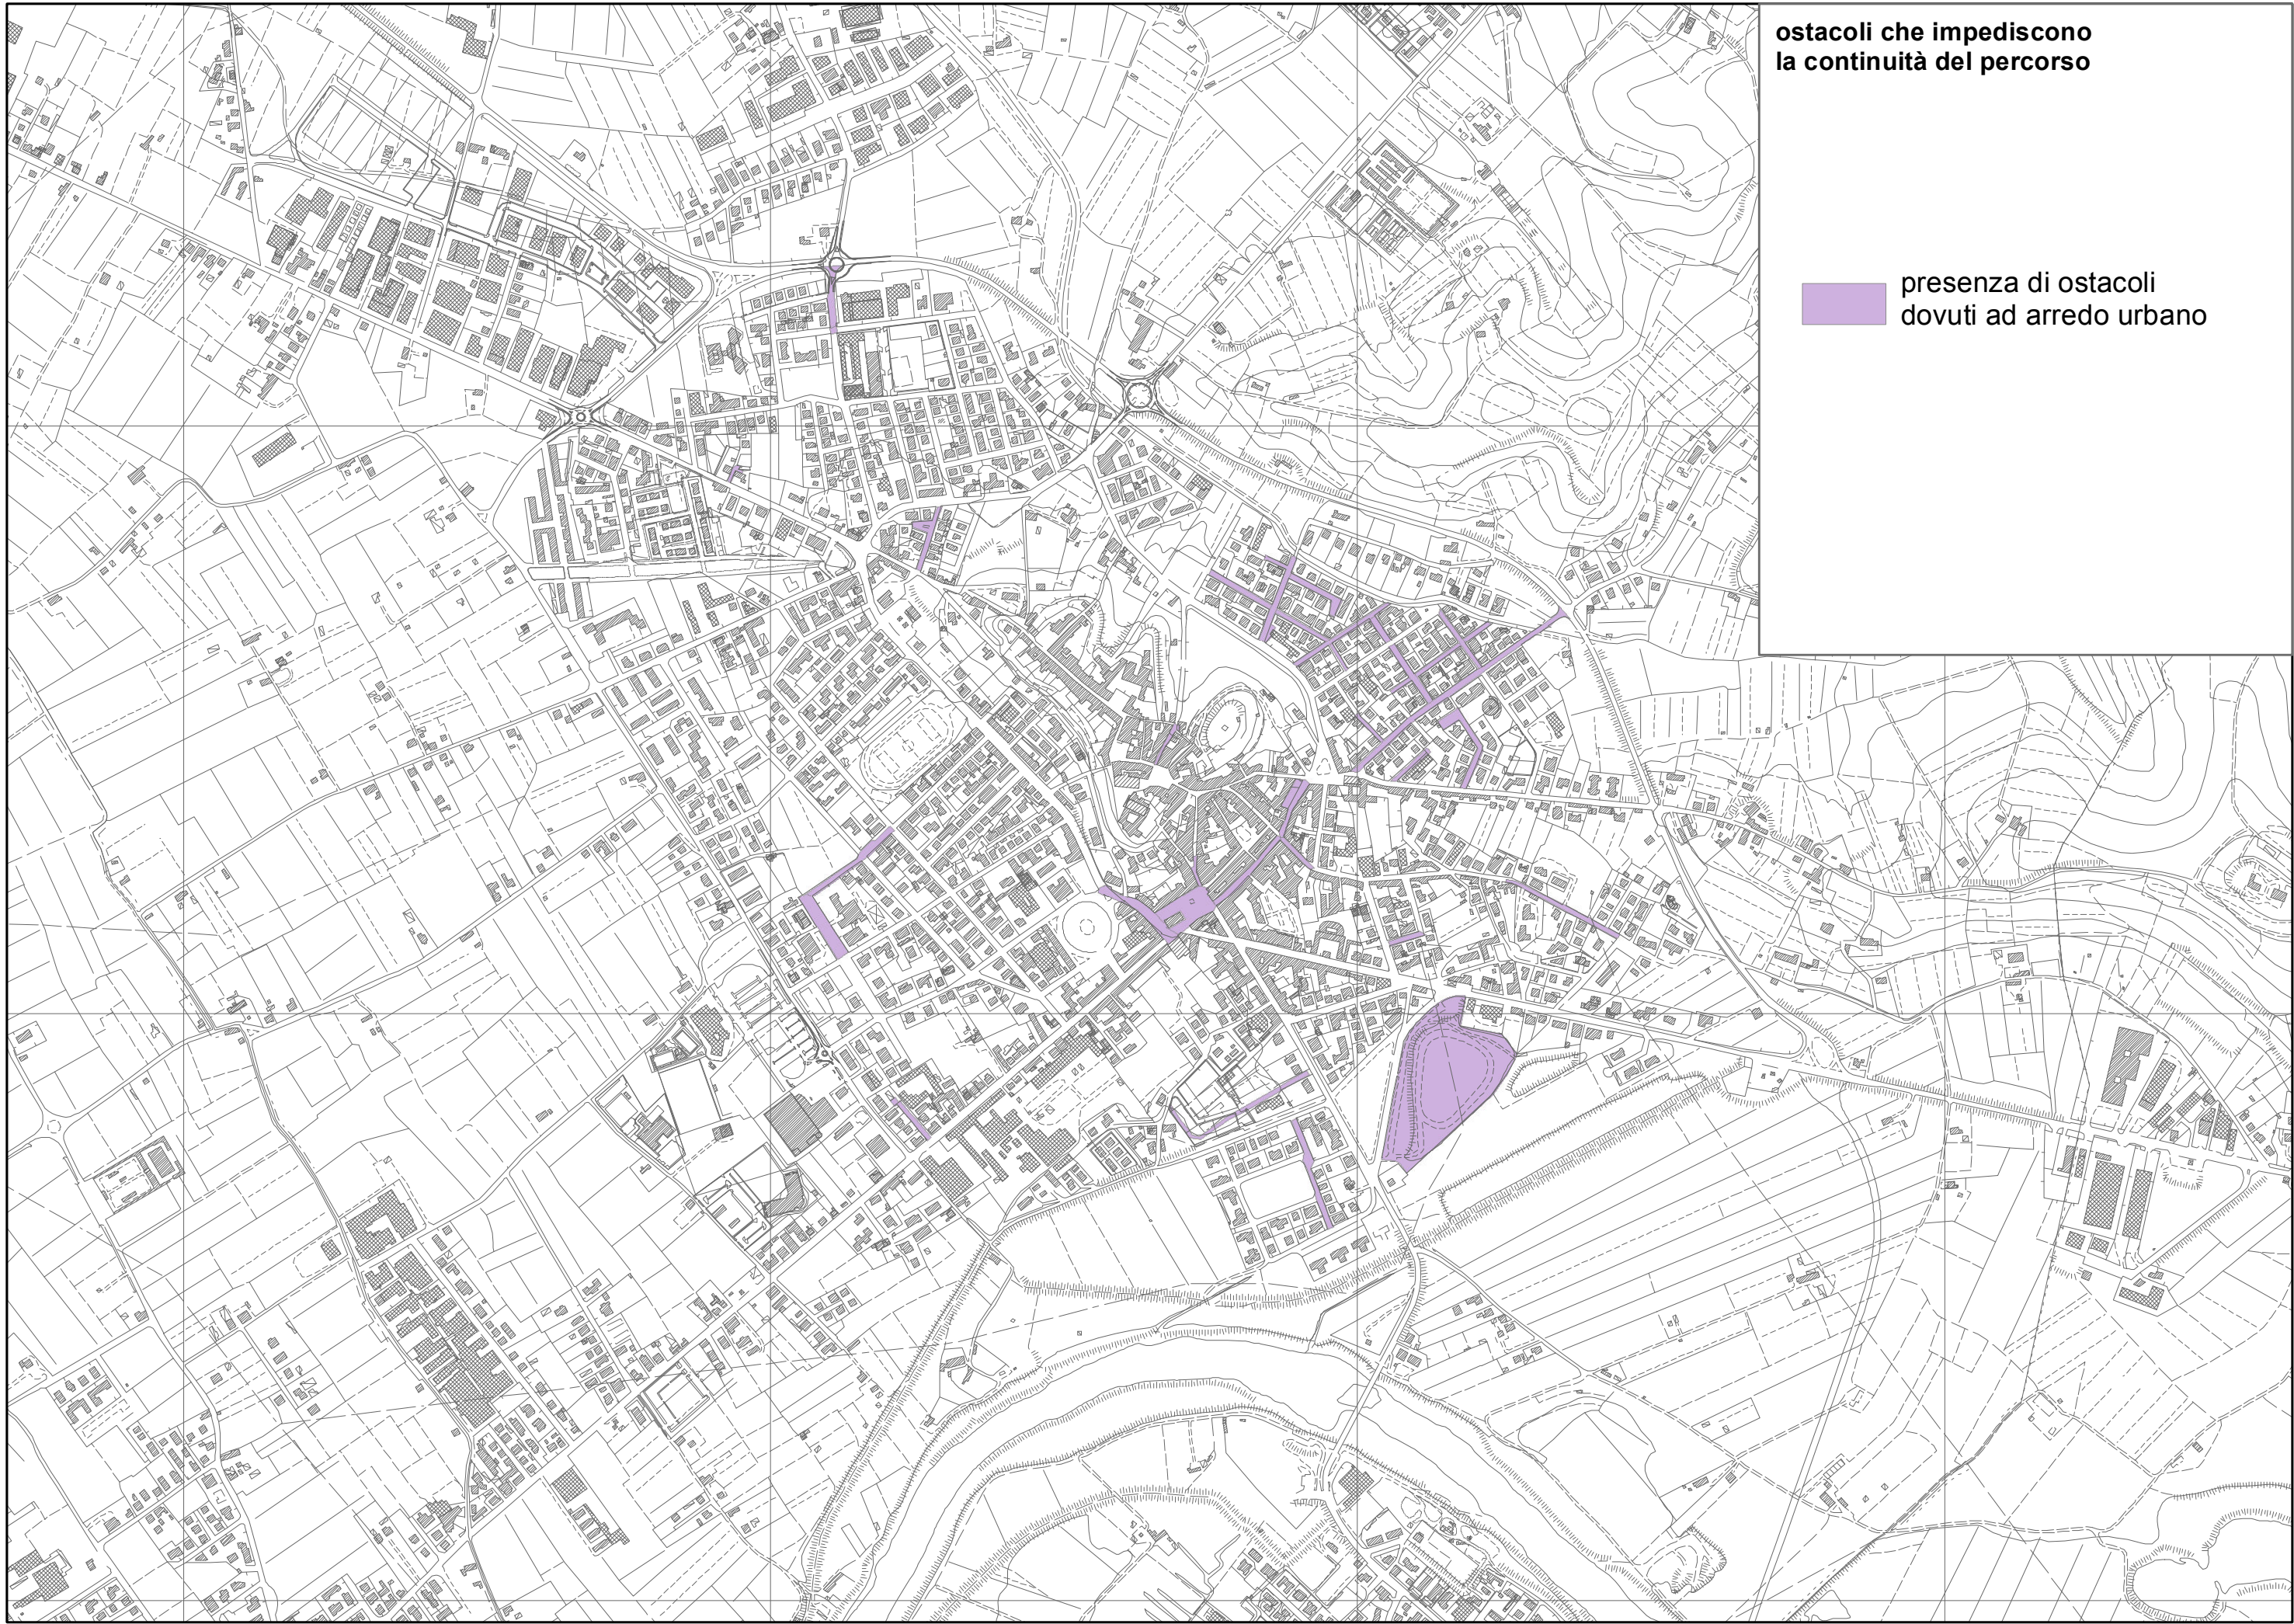 ostacoli che impediscono
la continuità del percorso
presenza di ostacoli
dovuti ad arredo urbano